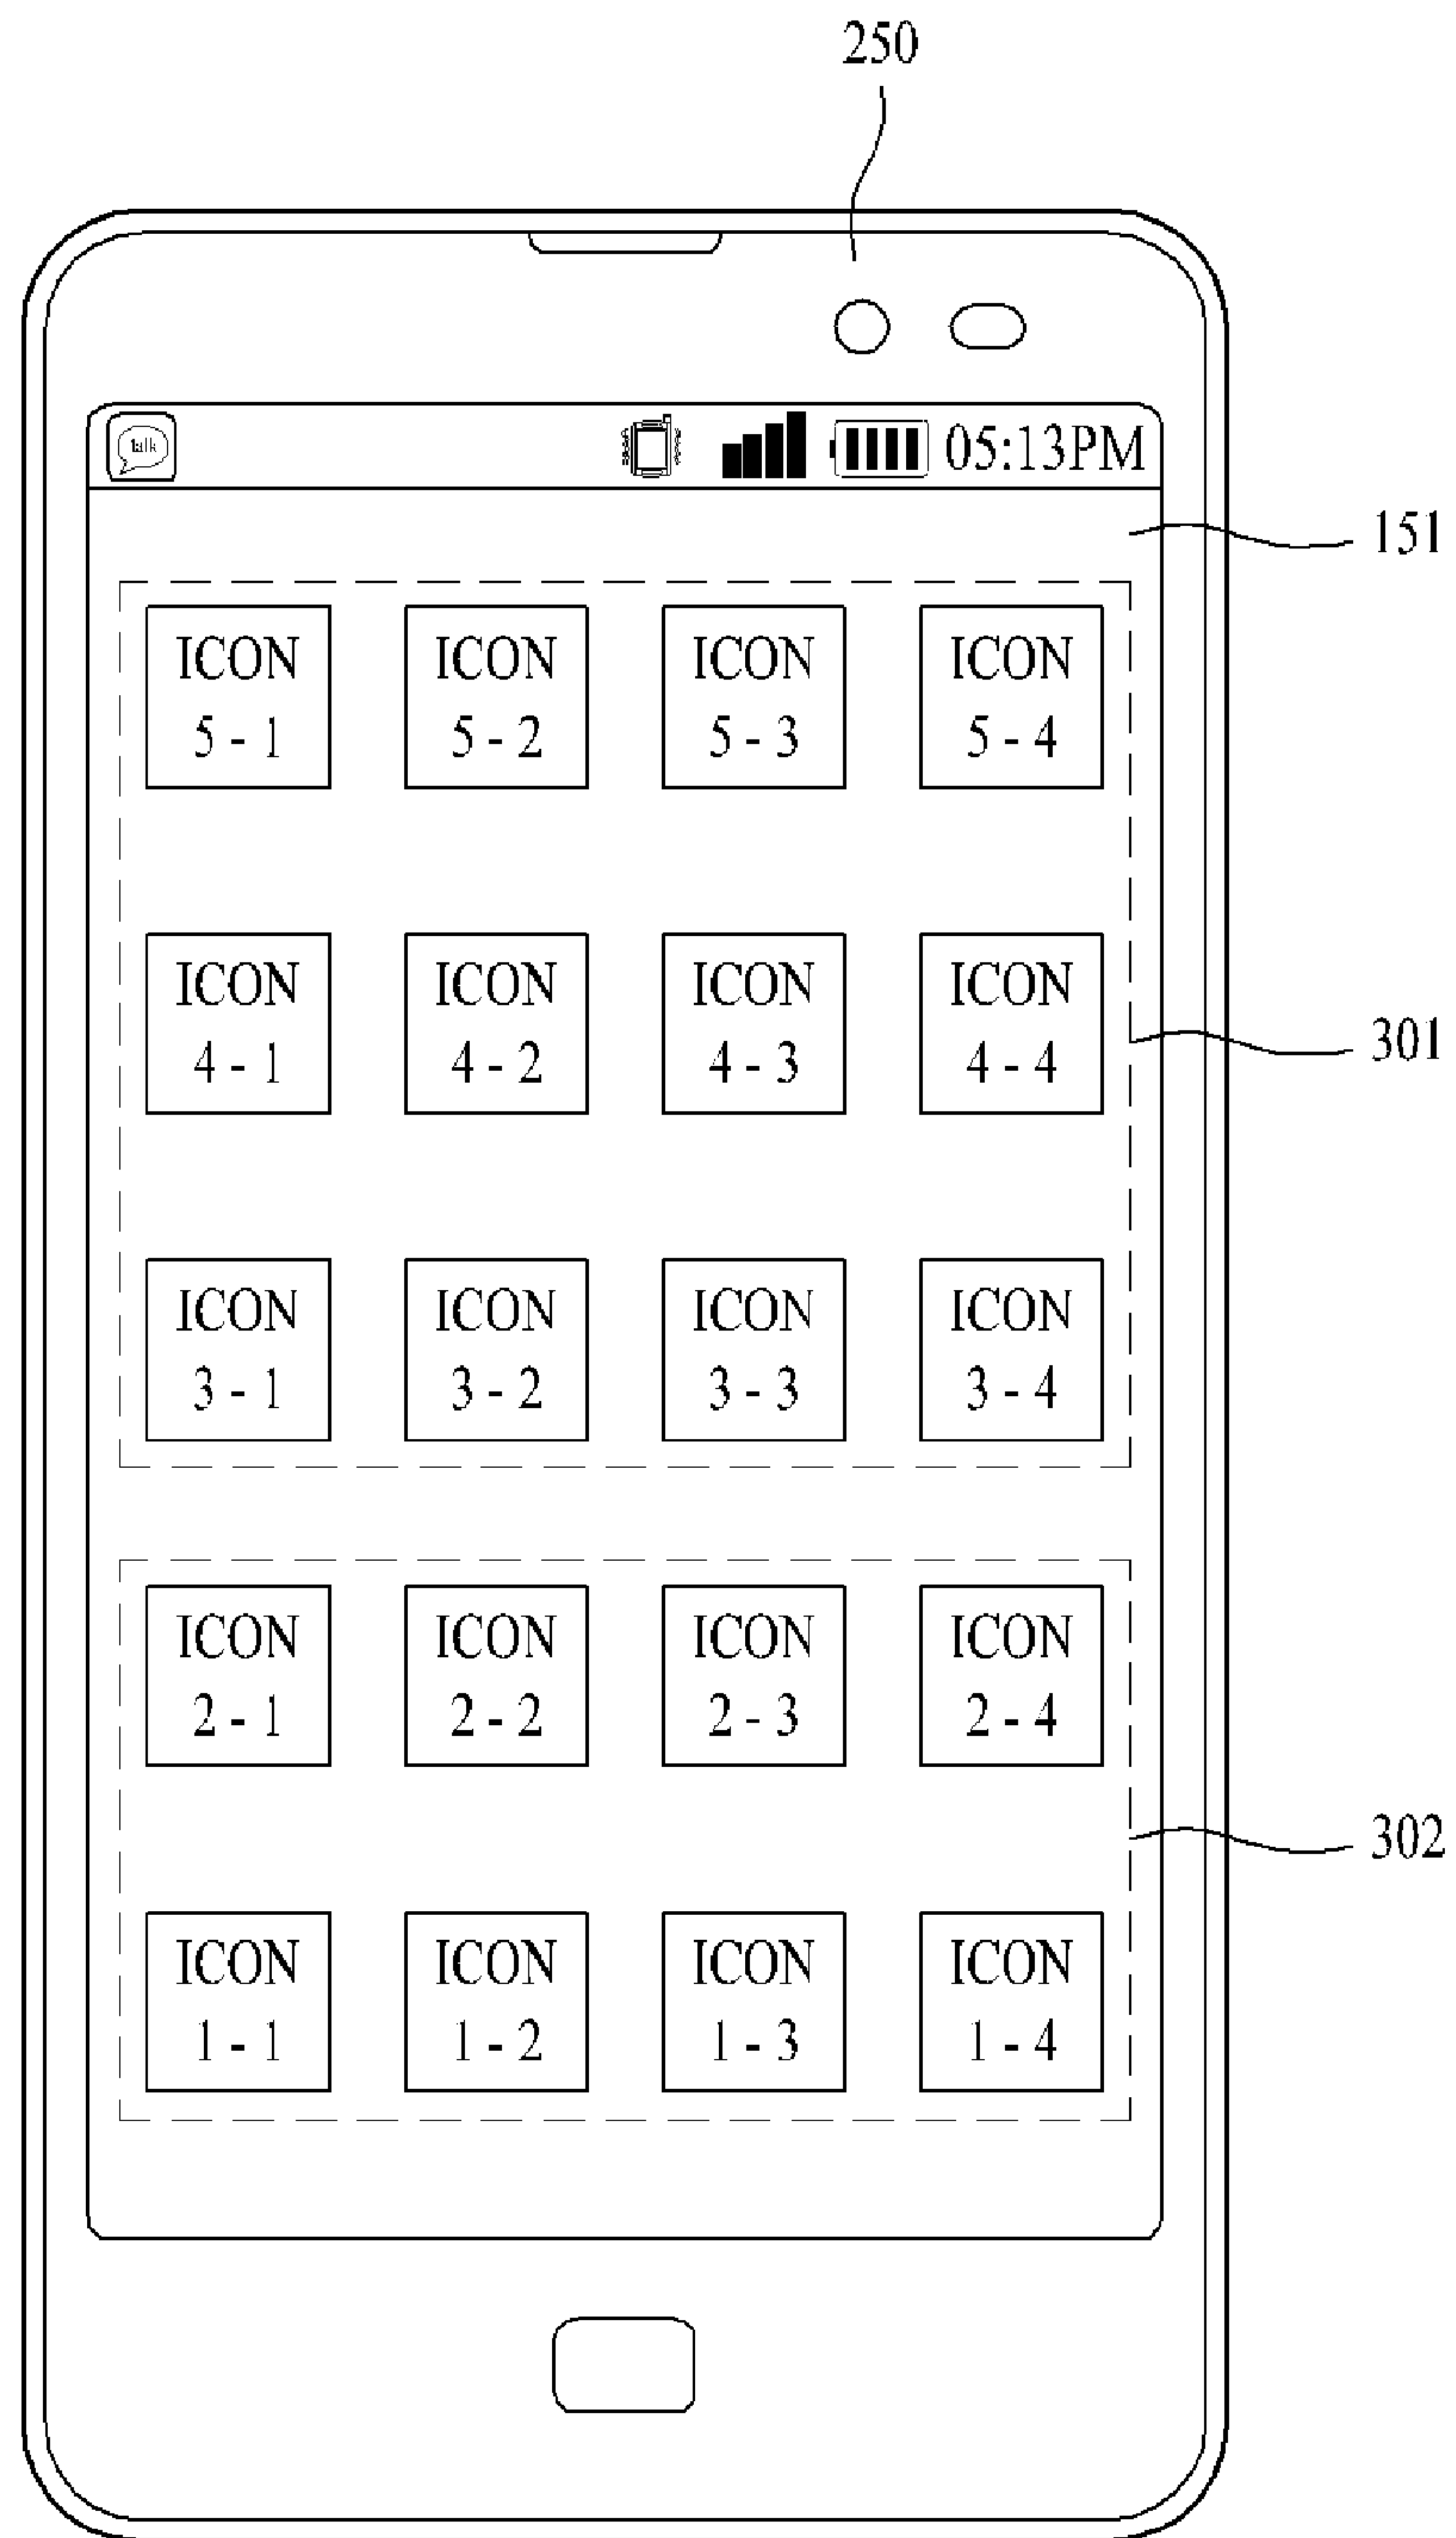 250
talk
05:13PM
151
ICON ICON ICON ICON
5 - 1 5 - 2 5 - 3 5 - 4
ICON ICON ICON ICON
301
4 - 1 4 - 2 4 - 3 4 - 4
ICON ICON ICON ICON
3 - 1 3 - 2 3 - 3 3 - 4
ICON ICON ICON ICON
2 - 1 2 - 2 2 - 3 2 - 4
302
ICON ICON ICON ICON
1 - 1 1 - 2 1 - 3 1 - 4